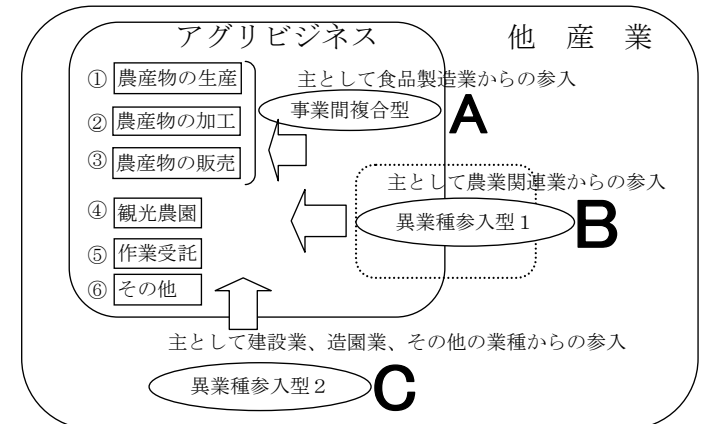 アグリビジネス
他 産 業
① 農産物の生産
② 農産物の加工
③ 農産物の販売
④ 観光農園
⑤ 作業受託
⑥ その他
主として食品製造業からの参入
事業間複合型 A
主として農業関連業からの参入
異業種参入型１ B
主として建設業、造園業、その他の業種からの参入
異業種参入型２ C